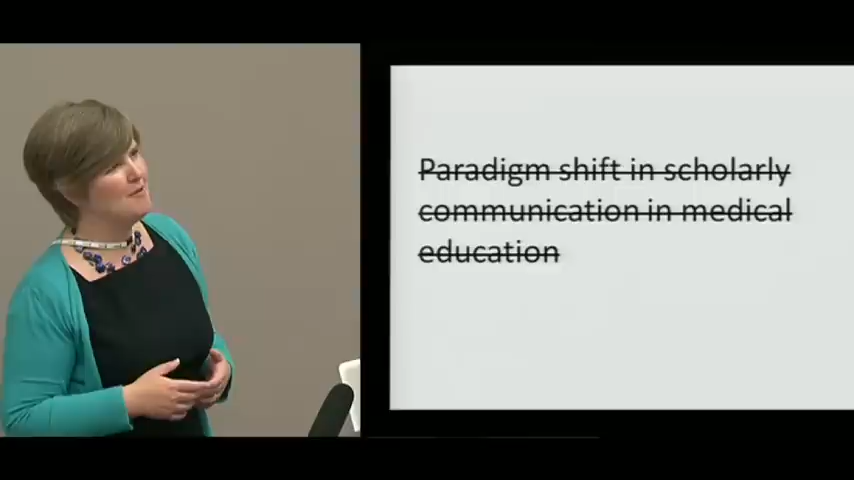 Paradigm shift in scholarly
communication in medical
education